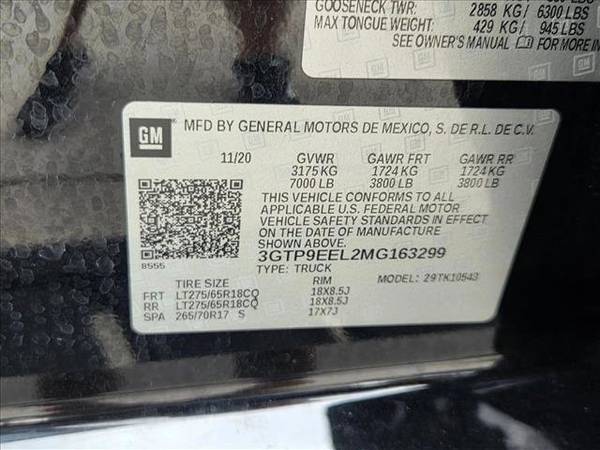 GOOSENECK TWR: 2858 KG / 6300 LBS
MAX TONGUE WEIGHT: 429 KG / 945 LBS
SEE OWNER'S MANUAL FOR MORE IN
GM MFD BY GENERAL MOTORS DE MEXICO, S. DE R.L. DE C.V.
11/20 GVWR GAWR FRT GAWR RR
3175 KG 1724 KG 1724 KG
7000 LB 3800 LB 3800 LB
THIS VEHICLE CONFORMS TO ALL
APPLICABLE U.S. FEDERAL MOTOR
VEHICLE SAFETY STANDARDS IN EFFECT
ON THE DATE OF MANUFACTURE
SHOWN ABOVE.
3GTP9EEL2MG163299
8555 TYPE: TRUCK MODEL: 29TK10543
TIRE SIZE RIM
FRT LT275/65R18CQ 18X8.5J
RR LT275/65R18CQ 18X8.5J
SPA 265/70R17 S 17X7J